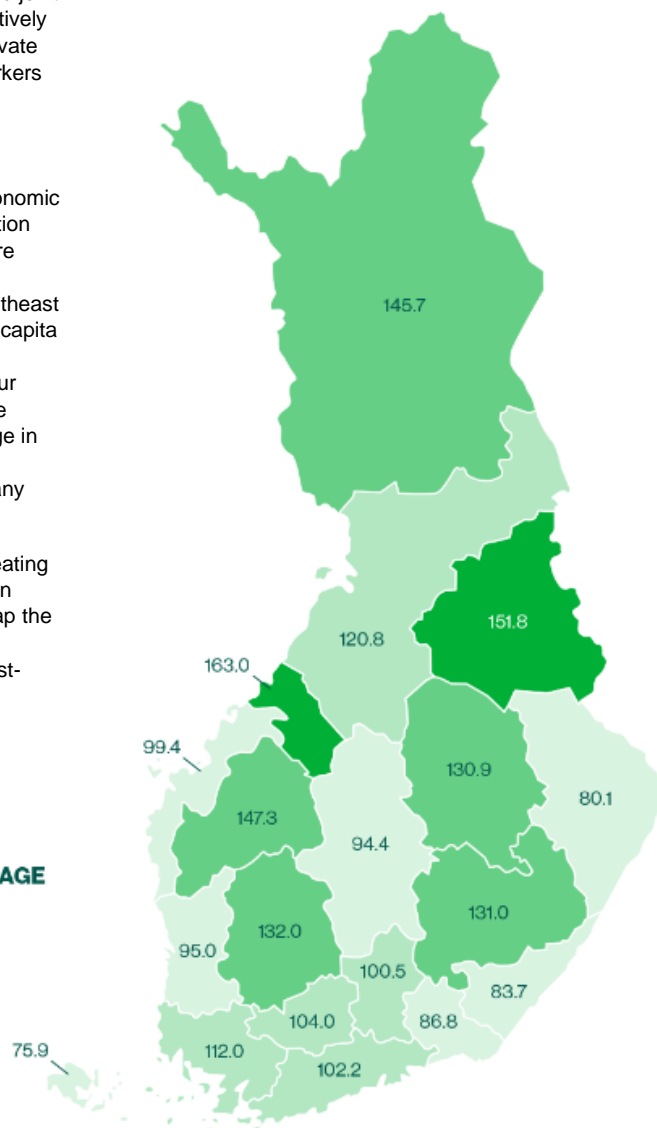 tively
vate
rkers
onomic
tion
re
theast
capita
ur
e
ge in
any
eating
n
ap the
st-
AGE
145.7
151.8
120.8
163.0
99.4
130.9
80.1
147.3
94.4
131.0
132.0
95.0
100.5
83.7
104.0
86.8
112.0
75.9
102.2